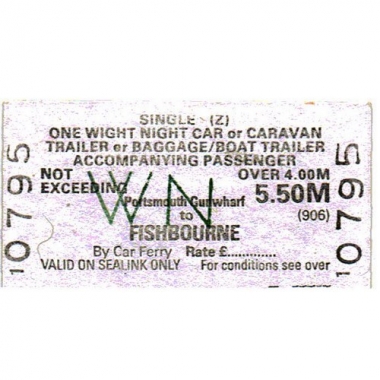 SINGLE (Z)
ONE WIGHT NIGHT CAR or CARAVAN
TRAILER or BAGGAGE/BOAT TRAILER
ACCOMPANYING PASSENGER
NOT OVER 4.00M
EXCEEDING 5.50M
WN
Portsmouth Gunwharf (906)
to
FISHBOURNE
By Car Ferry Rate £.............
VALID ON SEALINK ONLY For conditions see over
10795
10795